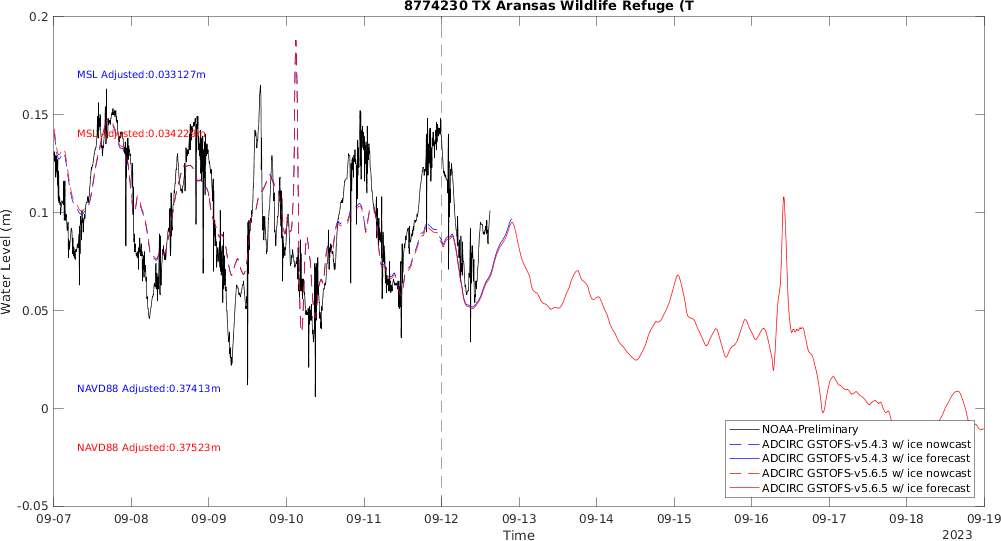 8774230 TX Aransas Wildlife Refuge (T
0.2
0.15
0.1
0.05
0
-0.05
Water Level (m)
MSL Adjusted:0.033127m
NAVD88 Adjusted:0.37413m
NAVD88 Adjusted:0.37523m
NOAA-Preliminary
ADCIRC GSTOFS-v5.4.3 w/ ice nowcast
ADCIRC GSTOFS-v5.4.3 w/ ice forecast
ADCIRC GSTOFS-v5.6.5 w/ ice nowcast
ADCIRC GSTOFS-v5.6.5 w/ ice forecast
09-07 09-08 09-09 09-10 09-11 09-12 09-13 09-14 09-15 09-16 09-17 09-18 09-19
Time
2023